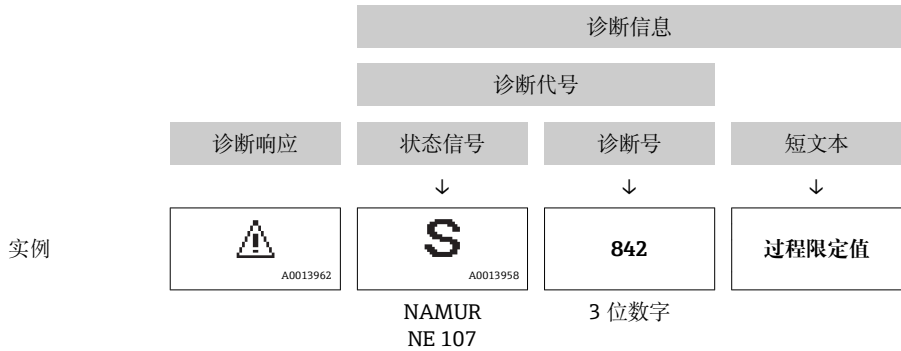 诊断信息
诊断代号
诊断响应 状态信号 诊断号 短文本
↓ ↓ ↓
实例 S 842 过程限定值
A0013962 A0013958
NAMUR 3 位数字
NE 107